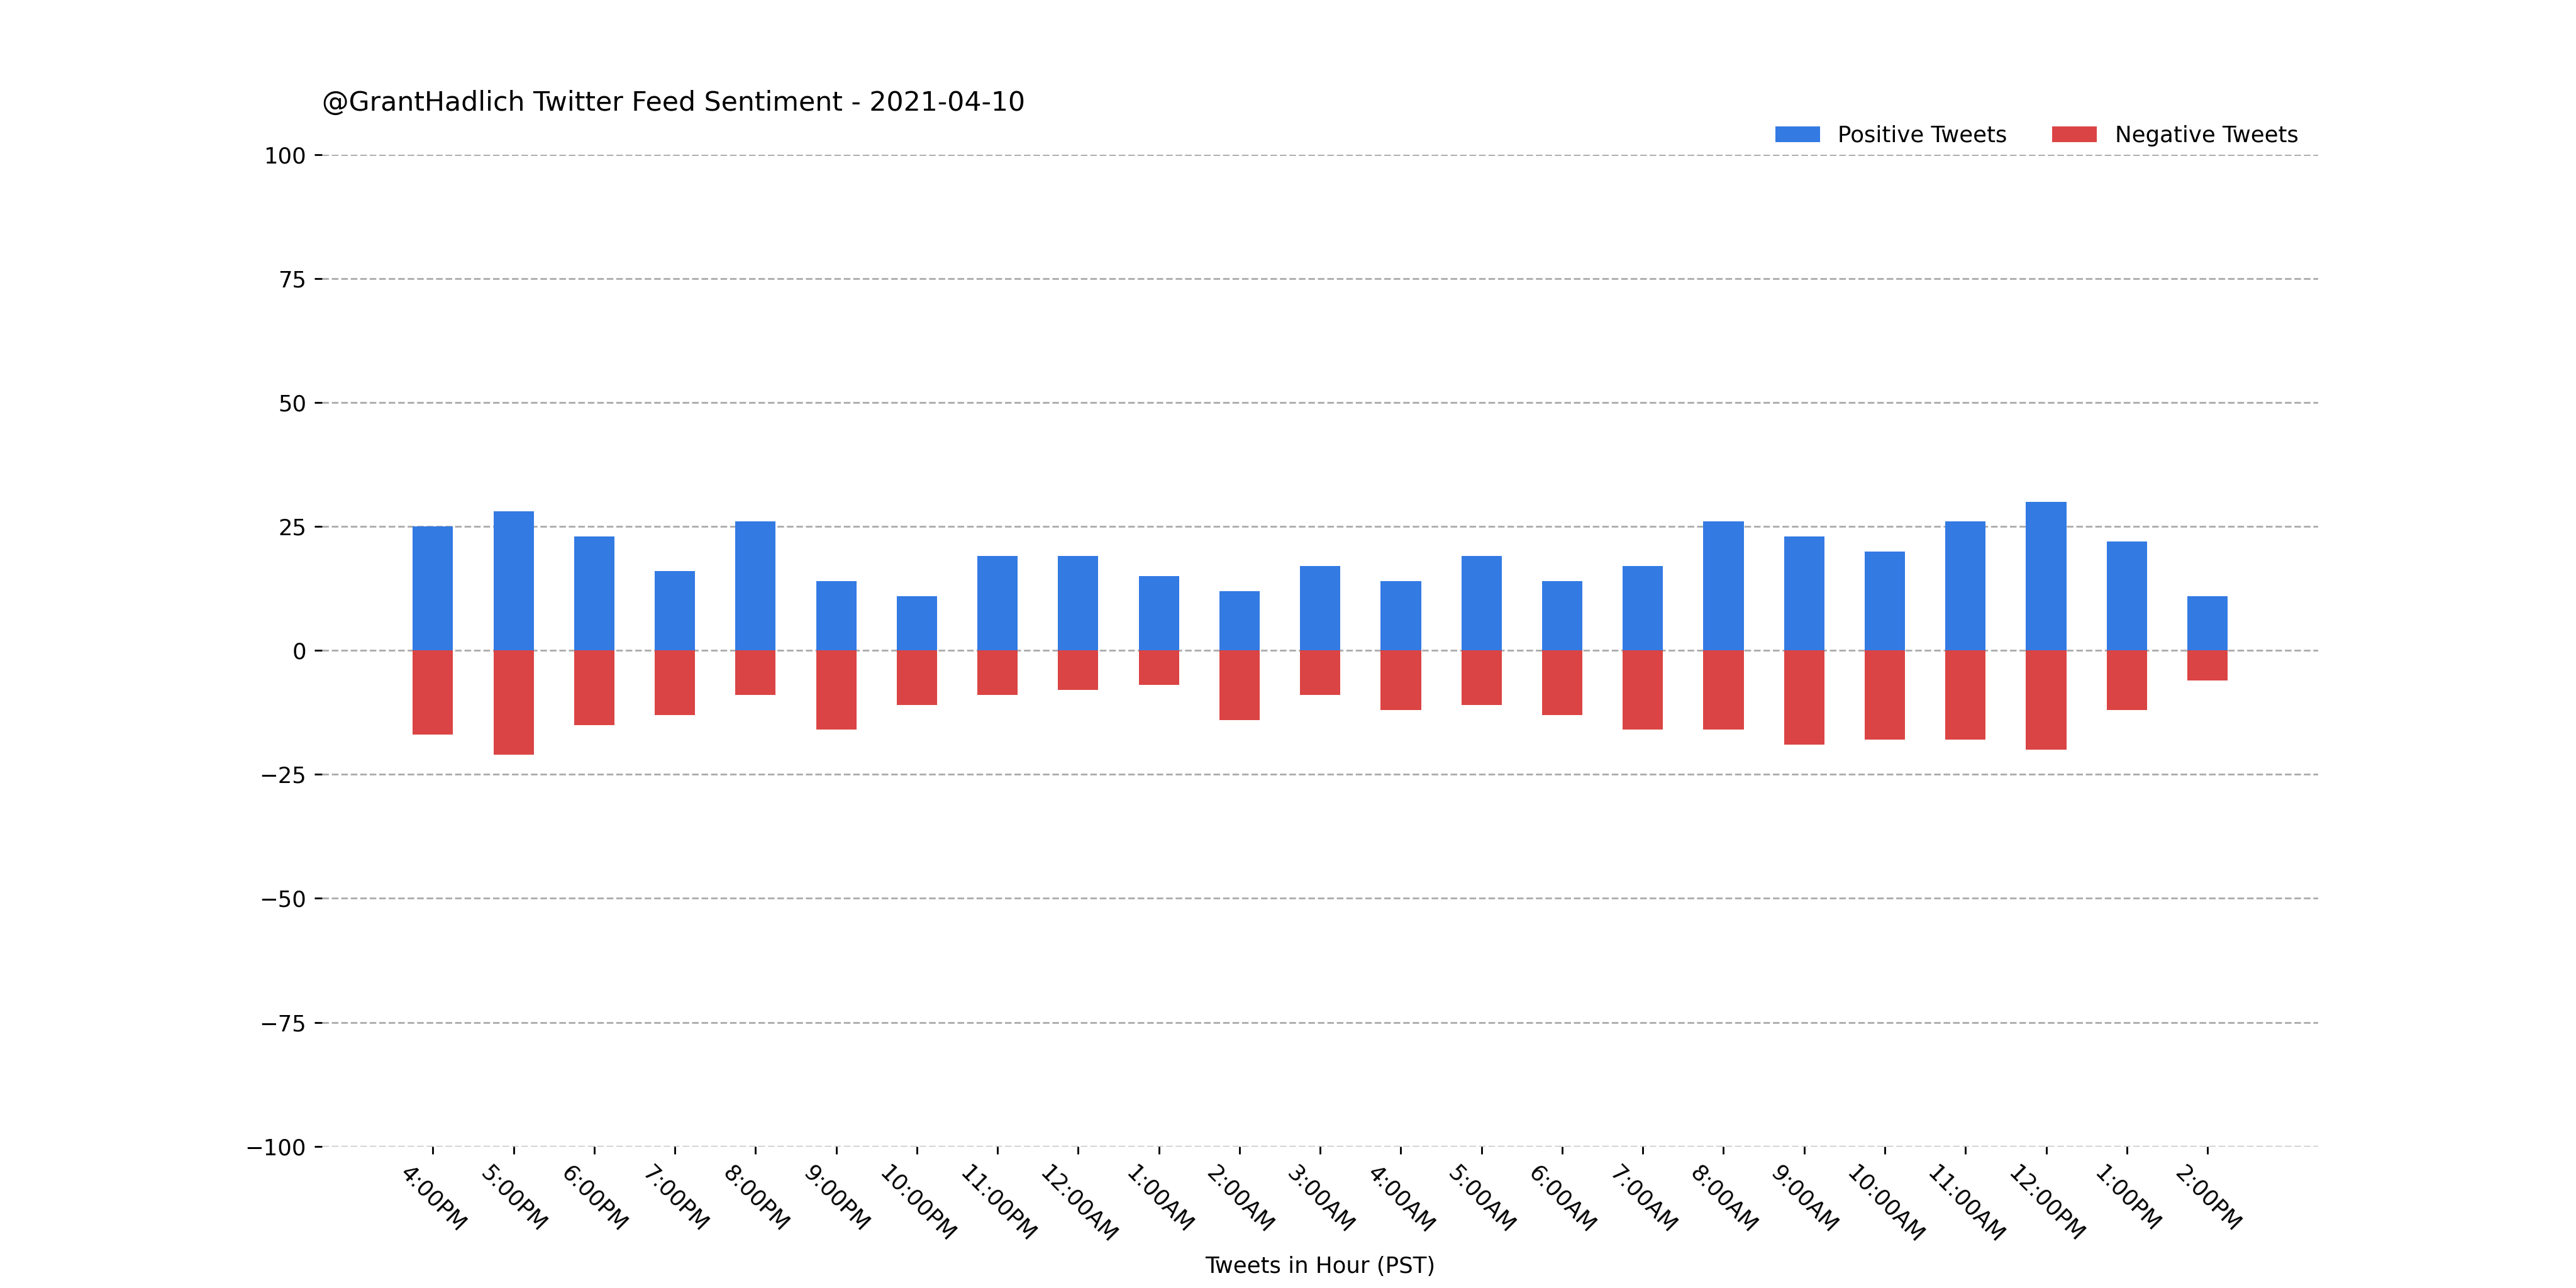 @GrantHadlich Twitter Feed Sentiment - 2021-04-10
Positive Tweets Negative Tweets
100
75
50
25
0
−25
−50
−75
−100
4:00PM 5:00PM 6:00PM 7:00PM 8:00PM 9:00PM 10:00PM 11:00PM 12:00AM 1:00AM 2:00AM 3:00AM 4:00AM 5:00AM 6:00AM 7:00AM 8:00AM 9:00AM 10:00AM 11:00AM 12:00PM 1:00PM 2:00PM
Tweets in Hour (PST)